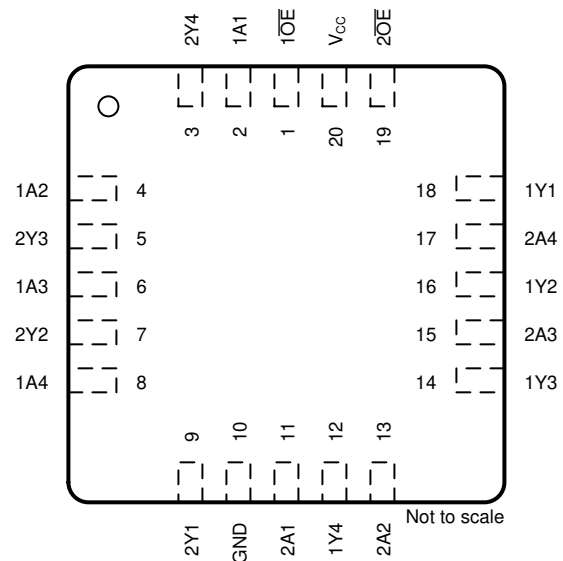 2Y4 1A1 1O̅E̅ VCC 2O̅E̅
3 2 1 20 19
1A2 4 18 1Y1
2Y3 5 17 2A4
1A3 6 16 1Y2
2Y2 7 15 2A3
1A4 8 14 1Y3
9 10 11 12 13
Not to scale
2Y1 GND 2A1 1Y4 2A2